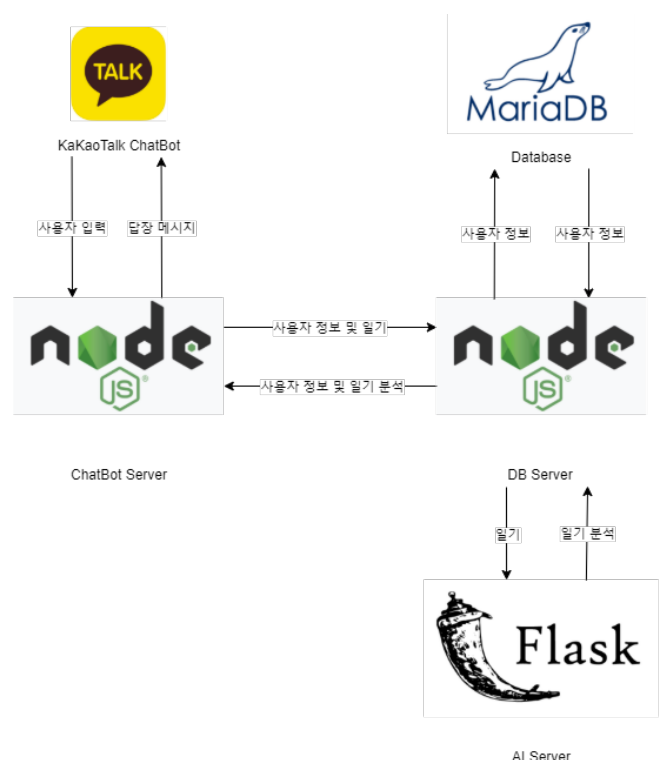 TALK
MariaDB
KaKaoTalk ChatBot
Database
사용자 입력
답장 메시지
사용자 정보
사용자 정보
node
JS
사용자 정보 및 일기
사용자 정보 및 일기 분석
node
JS
ChatBot Server
DB Server
일기
일기 분석
Flask
AI Server